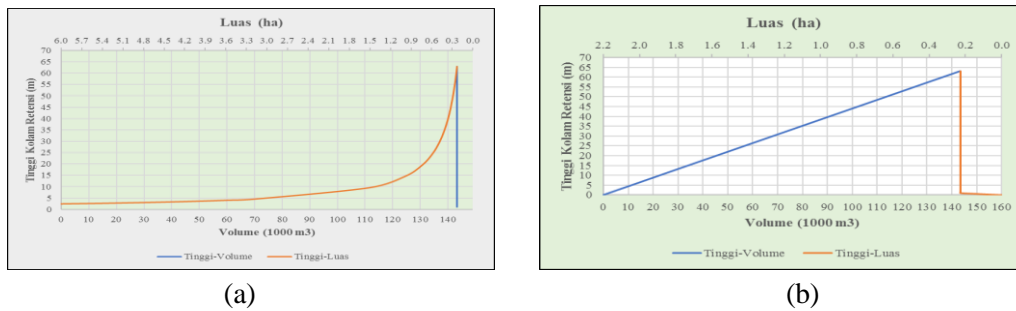 Luas (ha)
6.0 5.7 5.4 5.1 4.8 4.5 4.2 3.9 3.6 3.3 3.0 2.7 2.4 2.1 1.8 1.5 1.2 0.9 0.6 0.3 0.0
Tinggi Kolam Retensi (m)
70
65
60
55
50
45
40
35
30
25
20
15
10
5
0
0 10 20 30 40 50 60 70 80 90 100 110 120 130 140
Volume (1000 m3)
Tinggi-Volume Tinggi-Luas
(a)
Luas (ha)
2.2 2.0 1.8 1.6 1.4 1.2 1.0 0.8 0.6 0.4 0.2 0.0
Tinggi Kolam Retensi (m)
70
65
60
55
50
45
40
35
30
25
20
15
10
5
0
0 10 20 30 40 50 60 70 80 90 100 110 120 130 140 150 160
Volume (1000 m3)
Tinggi-Volume Tinggi-Luas
(b)